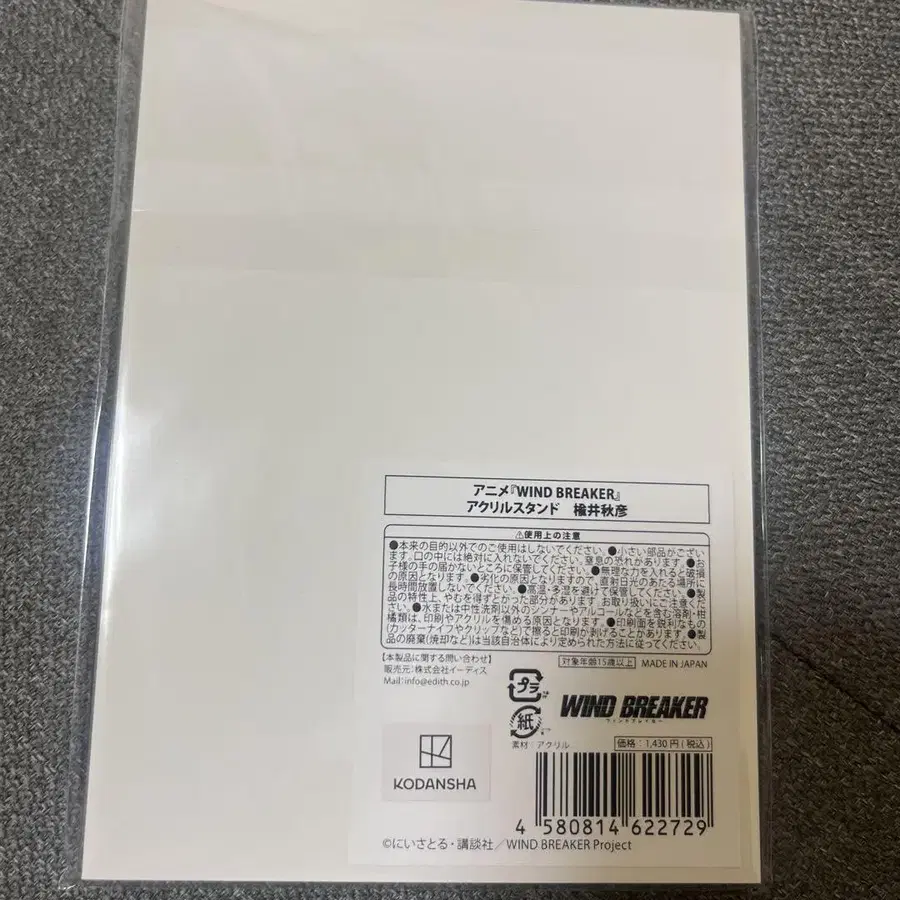 アニメ『WIND BREAKER』
アクリルスタンド 楡井秋彦
⚠使用上の注意
●本来の目的以外でのご使用はしないでください。●小さい部品がござい
ます。口の中には絶対に入れないでください。窒息の恐れがあります。●お
子様の手の届かないところに保管してください。●無理な力を入れると破損
の原因となります。●劣化の原因となりますので、直射日光のあたる場所に
長時間放置しないでください。●高温・多湿を避けて保管してください。●製
品の特性上、やむを得ずとがった部分があります。お取り扱いにご注意くだ
さい。●水または中性洗剤以外のシンナーやアルコールなどを含む溶剤・柑
橘類は、印刷やアクリルを傷める原因となります。●印刷面を鋭利なもの
(カッターナイフやクリップなど)で擦ると印刷が剥げることがあります。●製
品の廃棄(焼却など)は当該自治体により定められた方法に従ってください。
【本製品に関する問い合わせ】
対象年齢15歳以上 MADE IN JAPAN
販売元:株式会社イーディス
Mail:info@edith.co.jp
プラ
WIND BREAKER
ウィンドブレイカー
紙
素材:アクリル
価格:1,430円(税込)
KODANSHA
4 580814 622729
©にいさとる・講談社/WIND BREAKER Project